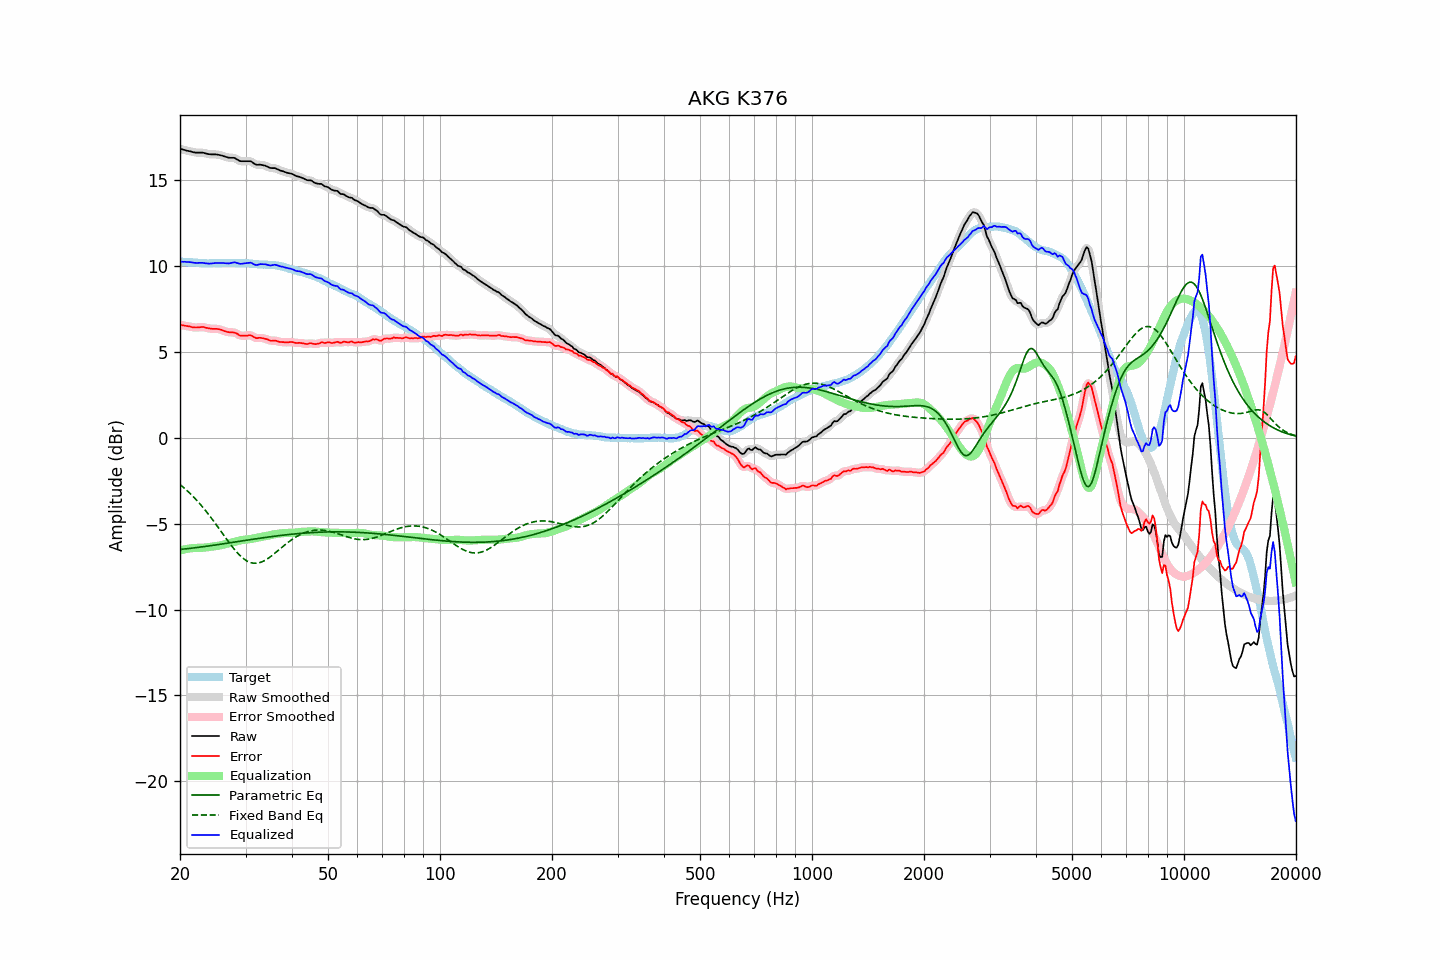 AKG K376
Amplitude (dBr)
15
10
5
0
−5
−10
−15
−20
Target
Raw Smoothed
Error Smoothed
Raw
Error
Equalization
Parametric Eq
Fixed Band Eq
Equalized
20
50
100
200
500
1000
2000
5000
10000
20000
Frequency (Hz)